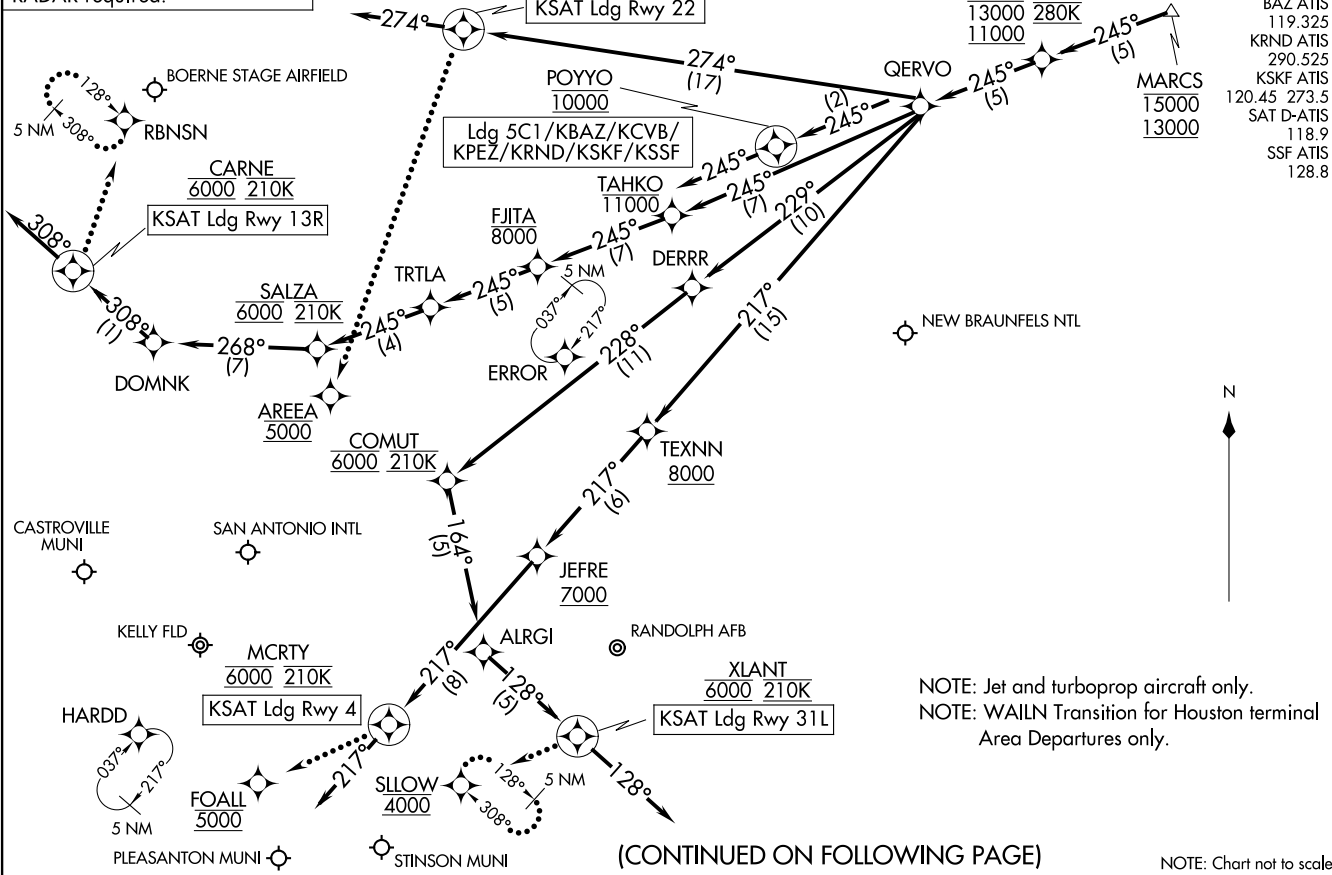 RADAR required.
274°
KSAT Ldg Rwy 22
13000 280K
11000
245°
(5)
BAZ ATIS
119.325
KRND ATIS
290.525
KSKF ATIS
120.45 273.5
SAT D-ATIS
118.9
SSF ATIS
128.8
MARCS
15000
13000
245°
(5)
QERVO
274°
(17)
BOERNE STAGE AIRFIELD
128°
308°
5 NM
RBNSN
POYYO
10000
Ldg 5C1/KBAZ/KCVB/
KPEZ/KRND/KSKF/KSSF
(2)
245°
245°
CARNE
6000 210K
KSAT Ldg Rwy 13R
TAHKO
11000
245°
(7)
229°
(10)
308°
FJITA
8000
245°
(7)
DERRR
217°
(15)
TRTLA
245°
(5)
5 NM
037°
217°
ERROR
SALZA
6000 210K
245°
(4)
308°
(1)
268°
(7)
DOMNK
228°
(11)
NEW BRAUNFELS NTL
N
AREEA
5000
COMUT
6000 210K
TEXNN
8000
217°
(6)
CASTROVILLE
MUNI
SAN ANTONIO INTL
164°
(5)
JEFRE
7000
KELLY FLD
ALRGI
RANDOLPH AFB
MCRTY
6000 210K
KSAT Ldg Rwy 4
217°
(8)
128°
(5)
XLANT
6000 210K
KSAT Ldg Rwy 31L
NOTE: Jet and turboprop aircraft only.
NOTE: WAILN Transition for Houston terminal
Area Departures only.
HARDD
037°
217°
5 NM
FOALL
5000
217°
SLLOW
4000
128°
308°
5 NM
128°
PLEASANTON MUNI
STINSON MUNI
(CONTINUED ON FOLLOWING PAGE)
NOTE: Chart not to scale